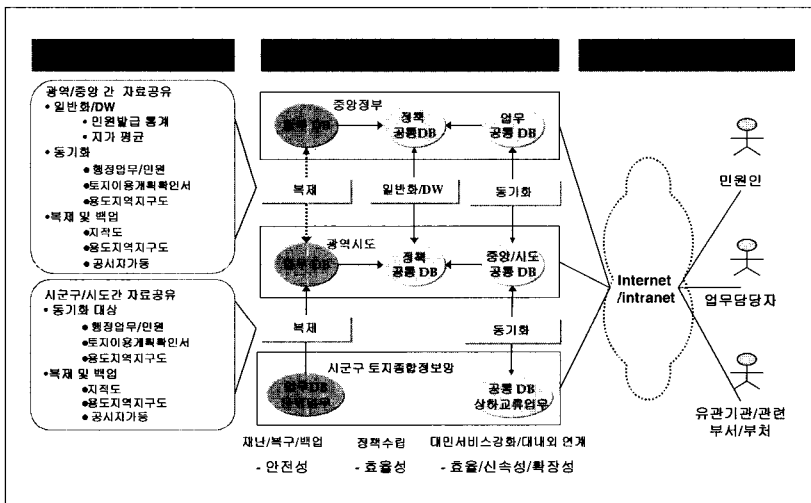 광역/중앙 간 자료공유
• 일반화/DW
• 민원발급 통계
• 지가 평균
• 동기화
• 행정업무/민원
• 토지이용계획확인서
• 용도지역지구도
• 복제 및 백업
• 지적도
• 용도지역지구도
• 공시지가등
시군구/시도간 자료공유
• 동기화 대상
• 행정업무/민원
• 토지이용계획확인서
• 용도지역지구도
• 복제 및 백업
• 지적도
• 용도지역지구도
• 공시지가등
중앙정부
정책
공통DB
업무
공통DB
복제
일반화/DW
동기화
광역시도
정책
공통 DB
중앙/시도
공통 DB
복제
동기화
시군구 토지종합정보망
업무DB
공통 DB
상하교류업무
재난/복구/백업
- 안전성
정책수립
- 효율성
대민서비스강화/대내외 연계
- 효율/신속성/확장성
Internet
/intranet
민원인
업무담당자
유관기관/관련
부서/부처